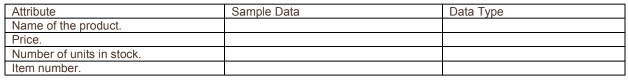 Attribute Sample Data Data Type
Name of the product.
Price.
Number of units in stock.
Item number.